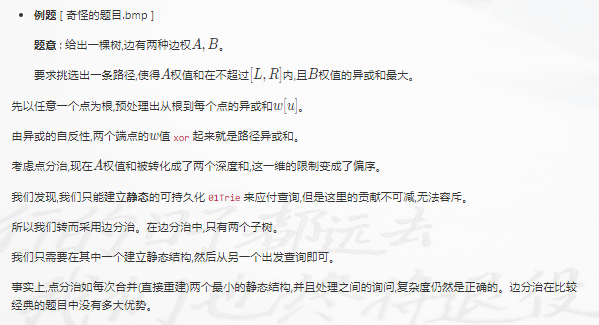 • 例题 [ 奇怪的题目.bmp ]
题意 : 给出一棵树,边有两种边权A, B。
要求挑选出一条路径,使得A权值和在不超过[L, R]内,且B权值的异或和最大。
先以任意一个点为根,预处理出从根到每个点的异或和w[u]。
由异或的自反性,两个端点的w值 xor 起来就是路径异或和。
考虑点分治,现在A权值和被转化成了两个深度和,这一维的限制变成了偏序。
我们发现,我们只能建立静态的可持久化 01Trie 来应付查询,但是这里的贡献不可减,无法容斥。
所以我们转而采用边分治。在边分治中,只有两个子树。
我们只需要在其中一个建立静态结构,然后从另一个出发查询即可。
事实上,点分治如每次合并(直接重建)两个最小的静态结构,并且处理之间的询问,复杂度仍然是正确的。边分治在比较
经典的题目中没有多大优势。